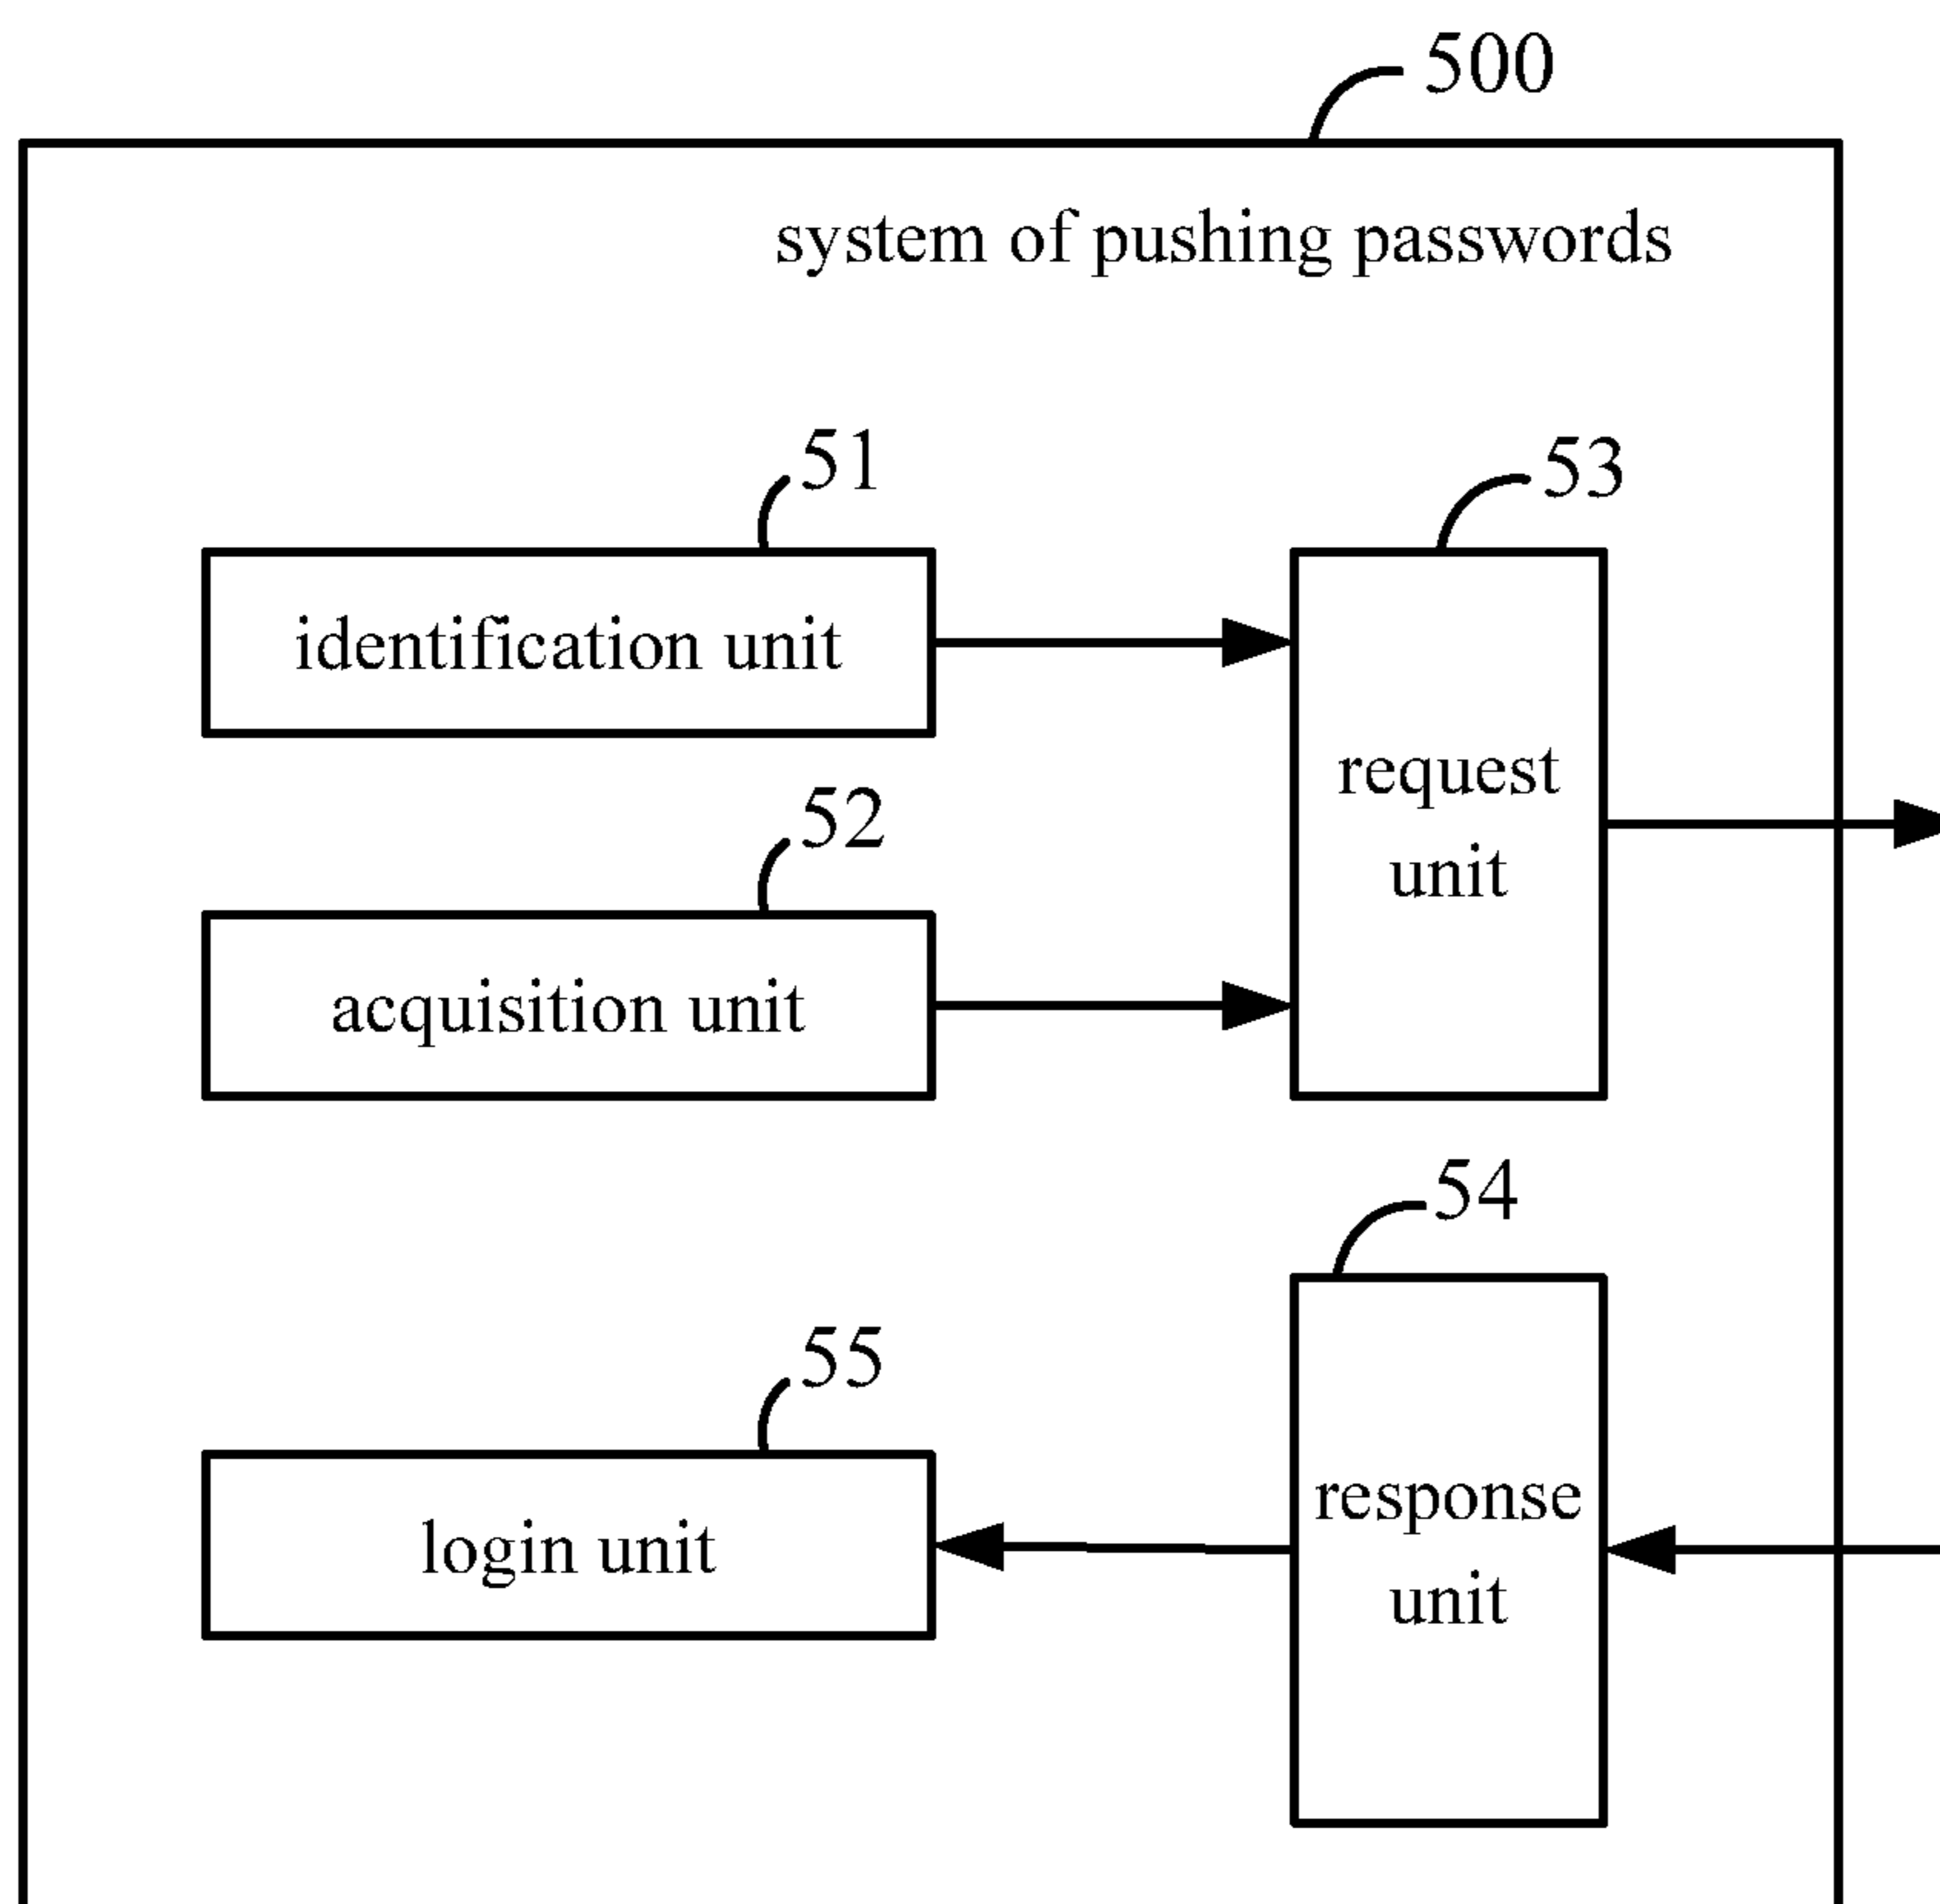 500
system of pushing passwords
51
53
identification unit
request
unit
52
acquisition unit
54
55
response
unit
login unit